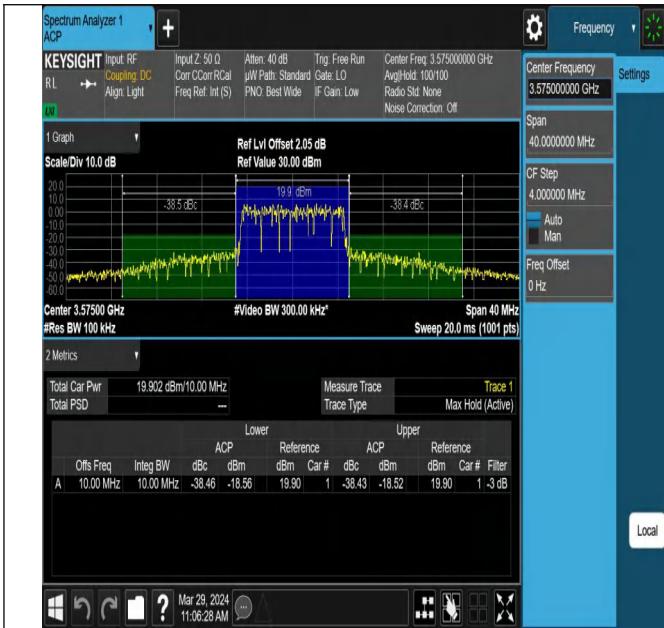 Spectrum Analyzer 1
ACP
+
Frequency
KEYSIGHT
RL
LXI
Input: RF
Coupling: DC
Align: Light
Input Z: 50 Ω
Corr CCorr RCal
Freq Ref: Int (S)
Atten: 40 dB
µW Path: Standard
PNO: Best Wide
Trig: Free Run
Gate: LO
IF Gain: Low
Center Freq: 3.575000000 GHz
Avg|Hold: 100/100
Radio Std: None
Noise Correction: Off
Center Frequency
3.575000000 GHz
Settings
Span
40.0000000 MHz
CF Step
4.000000 MHz
Auto
Man
Freq Offset
0 Hz
Local
1 Graph
Scale/Div 10.0 dB
Ref Lvl Offset 2.05 dB
Ref Value 30.00 dBm
20.0
10.0
0.00
-10.0
-20.0
-30.0
-40.0
-50.0
-60.0
-38.5 dBc
19.9 dBm
-38.4 dBc
Center 3.57500 GHz
#Video BW 300.00 kHz*
Span 40 MHz
#Res BW 100 kHz
Sweep 20.0 ms (1001 pts)
2 Metrics
Total Car Pwr 19.902 dBm/10.00 MHz
Total PSD ---
Measure Trace Trace 1
Trace Type Max Hold (Active)
Lower Upper
ACP Reference ACP Reference
Offs Freq Integ BW dBc dBm dBm Car # dBc dBm dBm Car # Filter
A 10.00 MHz 10.00 MHz -38.46 -18.56 19.90 1 -38.43 -18.52 19.90 1 -3 dB
?
Mar 29, 2024
11:06:28 AM